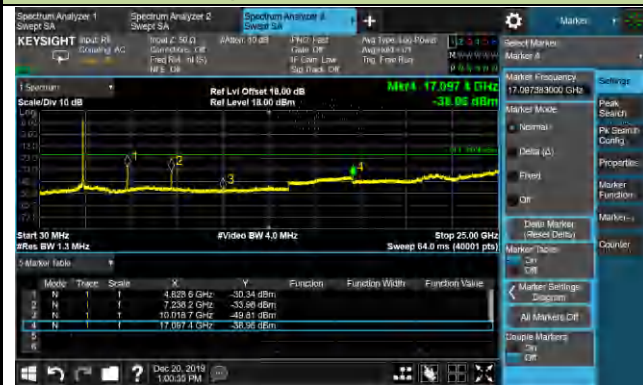 Spectrum Analyzer 1
Swept SA
Spectrum Analyzer 2
Swept SA
Spectrum Analyzer 3
Swept SA
+
Marker
KEYSIGHT
Input: RF
Coupling: AC
Input Z: 50 Ω
Corrections: Off
Freq Ref: Int (S)
NFE: Off
#Atten: 30 dB
PNO: Fast
Gate: Off
IF Gain: Low
Sig Track: Off
Avg Type: Log-Power
Trig: Free Run
Select Marker
Marker 4
Marker Frequency
17.097383000 GHz
Settings
1 Spectrum
Scale/Div 10 dB
Ref Lvl Offset 18.00 dB
Ref Level 18.00 dBm
Mkr4 17.097 4 GHz
-38.96 dBm
Log
1
2
3
4
Start 30 MHz
#Res BW 1.3 MHz
#Video BW 4.0 MHz
Stop 25.00 GHz
Sweep 64.0 ms (40001 pts)
Marker Mode
Normal
Delta (Δ)
Fixed
Off
Delta Marker
(Reset Delta)
Marker Table
On
Off
Marker Settings
Diagram
All Markers Off
Couple Markers
On
Off
Peak
Search
Pk Search
Config
Properties
Marker
Function
Marker→
Counter
5 Marker Table
Mode Trace Scale X Y Function Function Width Function Value
1 N 1 f 4.823 6 GHz -30.34 dBm
2 N 1 f 7.238 2 GHz -33.96 dBm
3 N 1 f 10.018 7 GHz -49.81 dBm
4 N 1 f 17.097 4 GHz -38.96 dBm
5
6
?
Dec 20, 2019
1:00:35 PM